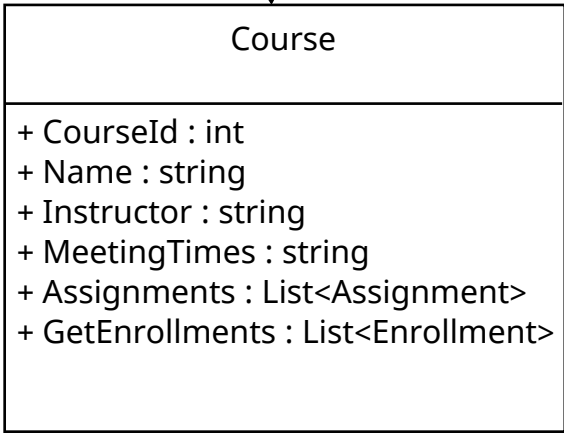 Course
+ CourseId : int
+ Name : string
+ Instructor : string
+ MeetingTimes : string
+ Assignments : List<Assignment>
+ GetEnrollments : List<Enrollment>